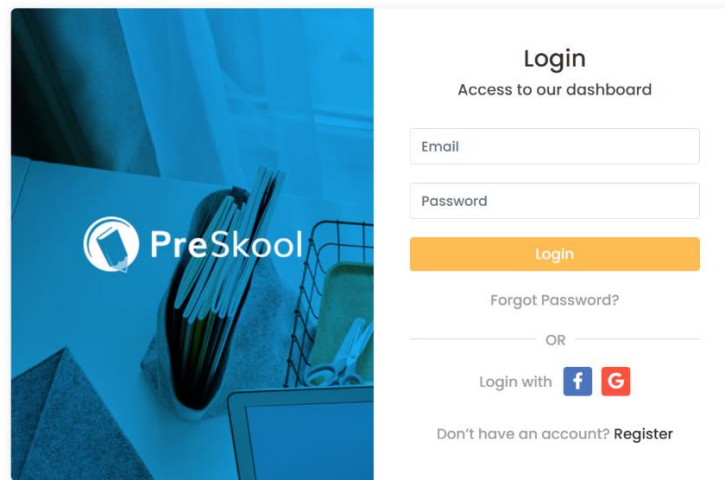 PreSkool
Login
Access to our dashboard
Email
Password
Login
Forgot Password?
OR
Login with f G
Don't have an account? Register